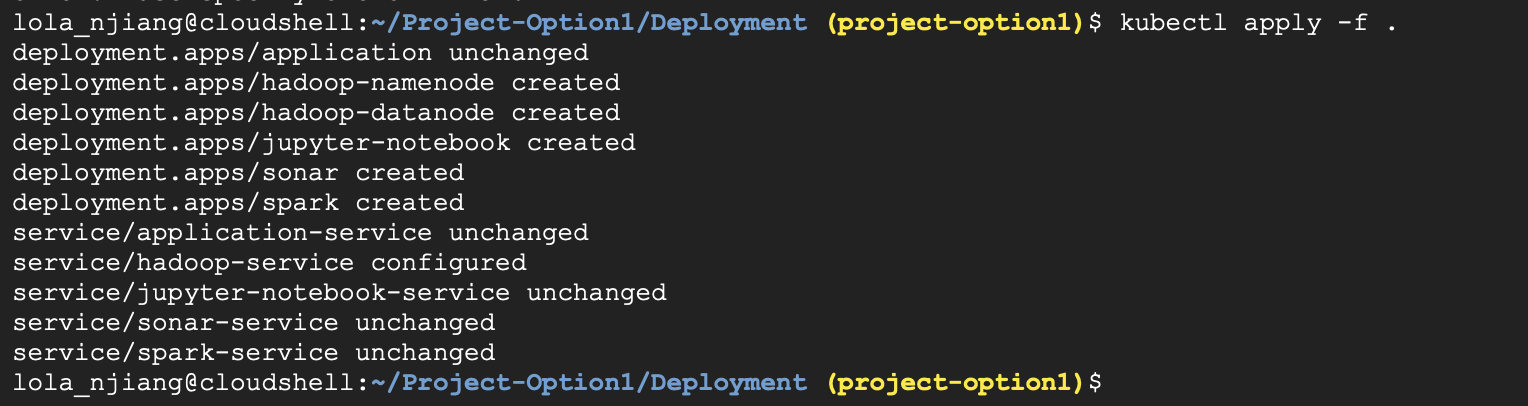 lola_njiang@cloudshell:~/Project-Option1/Deployment (project-option1)$ kubectl apply -f .
deployment.apps/application unchanged
deployment.apps/hadoop-namenode created
deployment.apps/hadoop-datanode created
deployment.apps/jupyter-notebook created
deployment.apps/sonar created
deployment.apps/spark created
service/application-service unchanged
service/hadoop-service configured
service/jupyter-notebook-service unchanged
service/sonar-service unchanged
service/spark-service unchanged
lola_njiang@cloudshell:~/Project-Option1/Deployment (project-option1)$